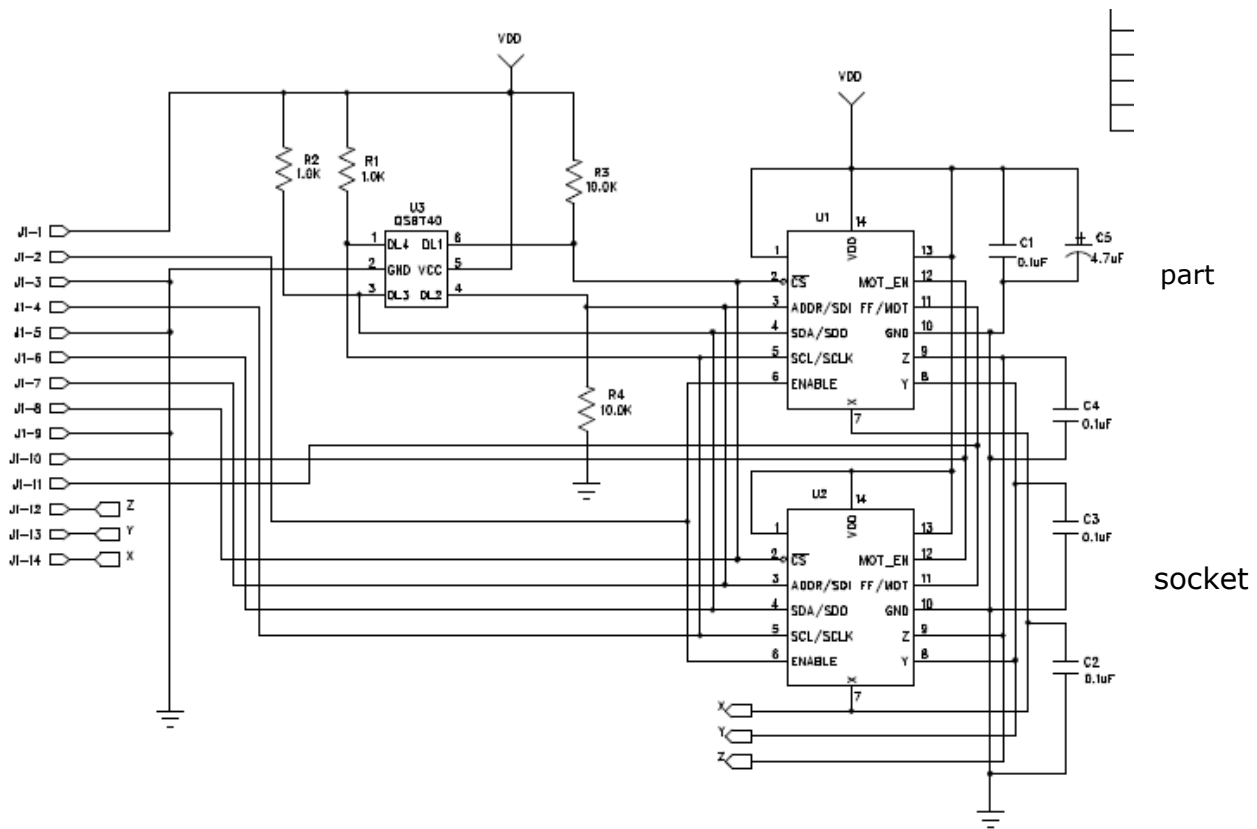 VDD
VDD
R2
1.0K
R1
1.0K
R3
10.0K
U3
QS8T40
1 DL4 DL1 6
2 GND VCC 5
3 DL3 DL2 4
R4
10.0K
J1-1
J1-2
J1-3
J1-4
J1-5
J1-6
J1-7
J1-8
J1-9
J1-10
J1-11
J1-12 Z
J1-13 Y
J1-14 X
U1
14
VDD
1 13
2 CS MOT_EN 12
3 ADDR/SDI FF/MOT 11
4 SDA/SDO GND 10
5 SCL/SCLK Z 9
6 ENABLE Y 8
X
7
C1
0.1uF
+ C5
4.7uF
part
C4
0.1uF
U2
14
VDD
1 13
2 CS MOT_EN 12
3 ADDR/SDI FF/MOT 11
4 SDA/SDO GND 10
5 SCL/SCLK Z 9
6 ENABLE Y 8
X
7
C3
0.1uF
socket
C2
0.1uF
X
Y
Z